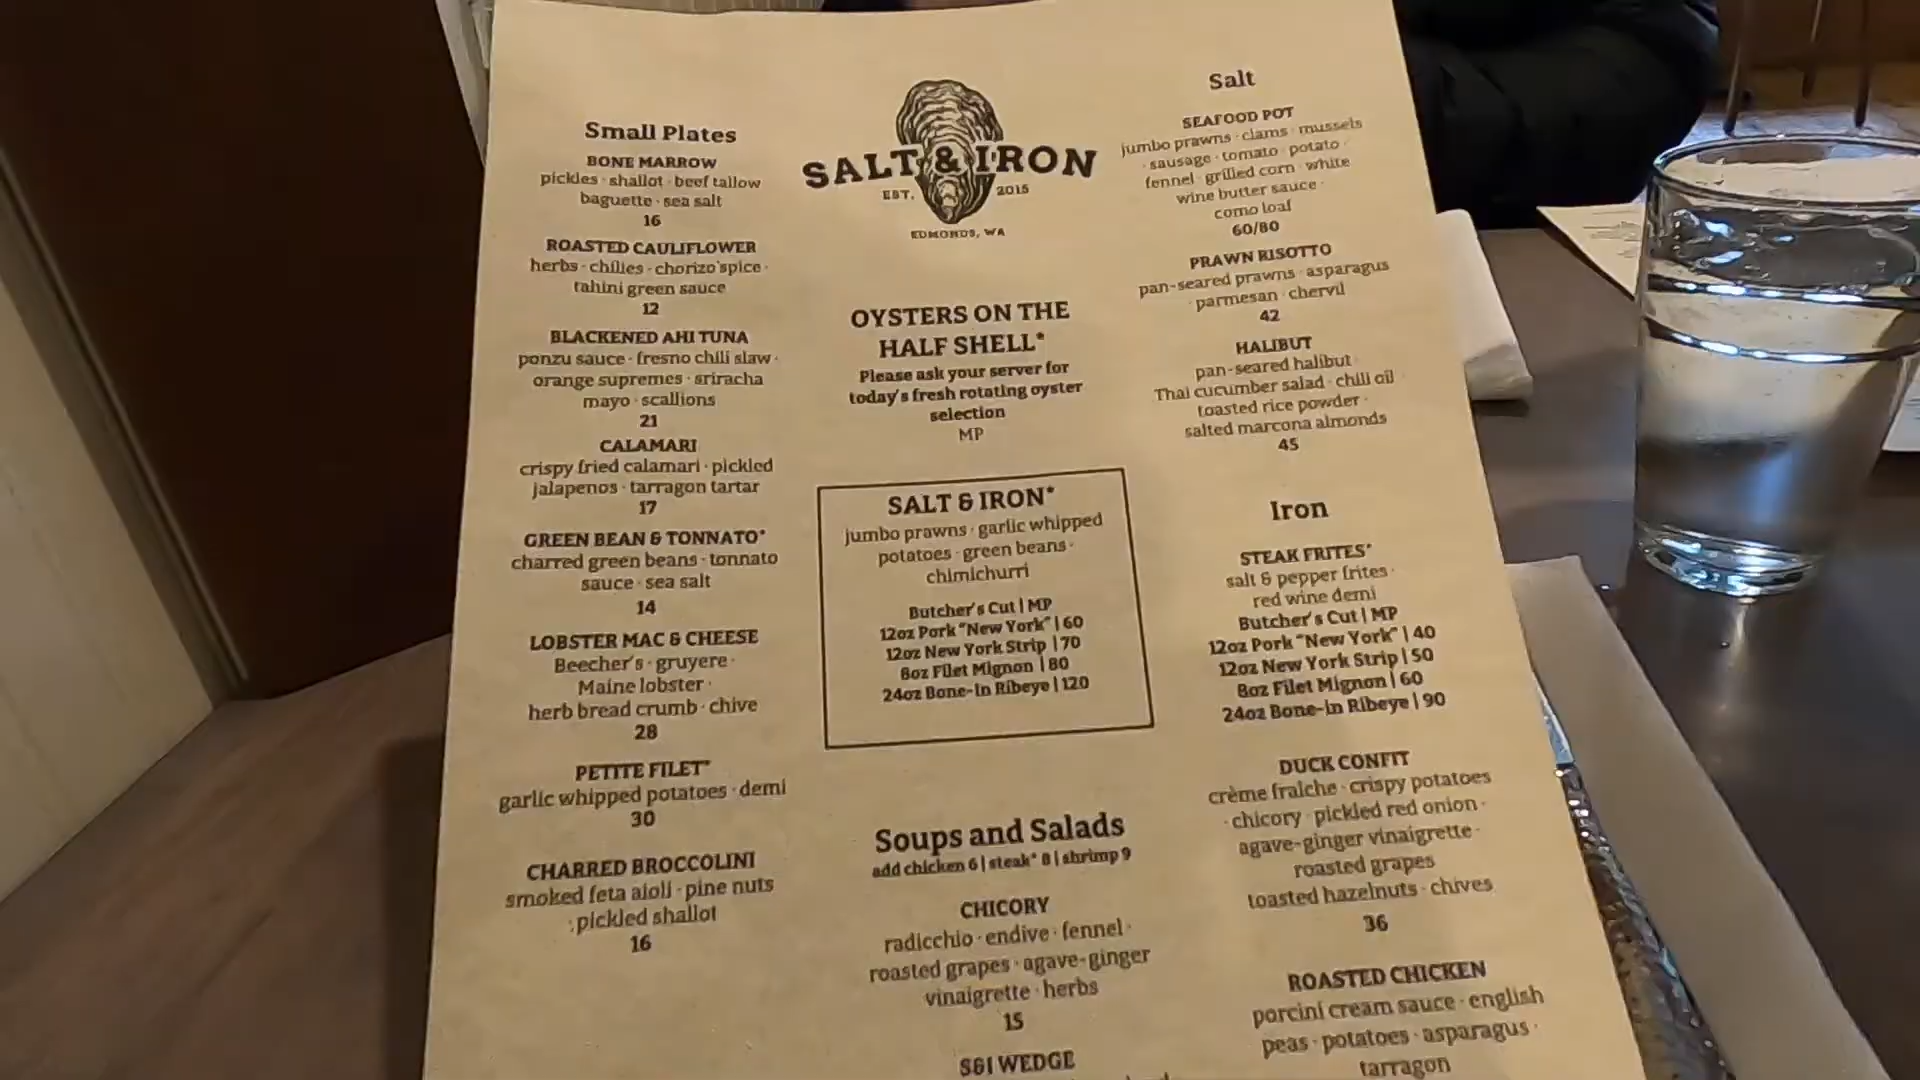 Small Plates
BONE MARROW
pickles · shallot · beef tallow
baguette · sea salt
16
ROASTED CAULIFLOWER
herbs · chilies · chorizo spice ·
tahini green sauce
12
BLACKENED AHI TUNA
ponzu sauce · fresno chili slaw ·
orange supremes · sriracha
mayo · scallions
21
CALAMARI
crispy fried calamari · pickled
jalapenos · tarragon tartar
17
GREEN BEAN & TONNATO*
charred green beans · tonnato
sauce · sea salt
14
LOBSTER MAC & CHEESE
Beecher's · gruyere ·
Maine lobster ·
herb bread crumb · chive
28
PETITE FILET*
garlic whipped potatoes · demi
30
CHARRED BROCCOLINI
smoked feta aioli · pine nuts
· pickled shallot
16
SALT & IRON
EST. 2015
EDMONDS, WA
OYSTERS ON THE
HALF SHELL*
Please ask your server for
today's fresh rotating oyster
selection
MP
SALT & IRON*
jumbo prawns · garlic whipped
potatoes · green beans ·
chimichurri
Butcher's Cut | MP
12oz Pork "New York" | 60
12oz New York Strip | 70
8oz Filet Mignon | 80
24oz Bone-In Ribeye | 120
Soups and Salads
add chicken 6 | steak* 8 | shrimp 9
CHICORY
radicchio · endive · fennel ·
roasted grapes · agave-ginger
vinaigrette · herbs
15
S&I WEDGE
Salt
SEAFOOD POT
jumbo prawns · clams · mussels
· sausage · tomato · potato ·
fennel · grilled corn · white
wine butter sauce ·
como loaf
60/80
PRAWN RISOTTO
pan-seared prawns · asparagus
· parmesan · chervil
42
HALIBUT
pan-seared halibut ·
Thai cucumber salad · chili oil ·
toasted rice powder ·
salted marcona almonds
45
Iron
STEAK FRITES*
salt & pepper frites ·
red wine demi
Butcher's Cut | MP
12oz Pork "New York" | 40
12oz New York Strip | 50
8oz Filet Mignon | 60
24oz Bone-in Ribeye | 90
DUCK CONFIT
crème fraîche · crispy potatoes
· chicory · pickled red onion ·
agave-ginger vinaigrette ·
roasted grapes
toasted hazelnuts · chives
36
ROASTED CHICKEN
porcini cream sauce · english
peas · potatoes · asparagus ·
tarragon